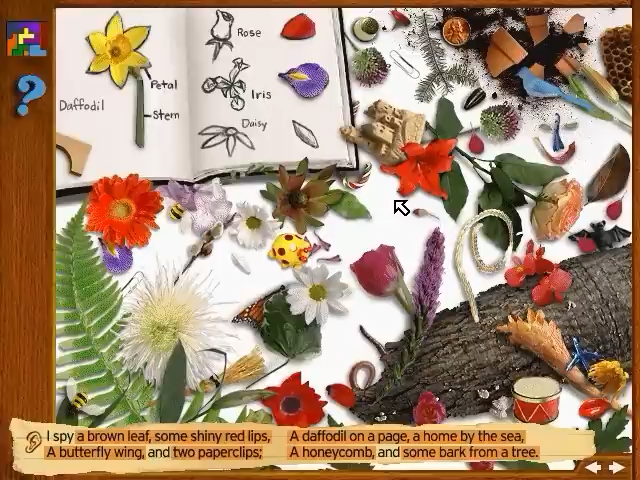 Rose
Petal
Iris
Daffodil
Stem
Daisy
I spy a brown leaf, some shiny red lips,
A butterfly wing, and two paperclips;
A daffodil on a page, a home by the sea,
A honeycomb, and some bark from a tree.